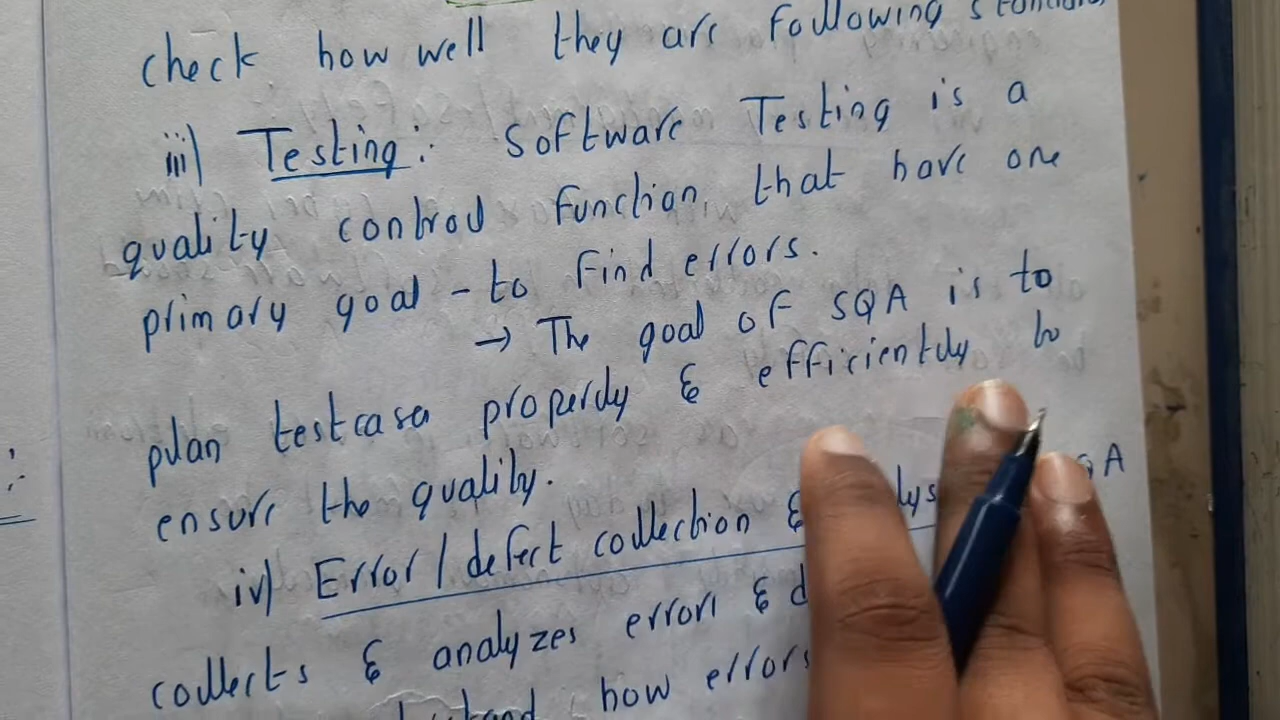 check how well they are following
iii) Testing: Software Testing is a
quality control function, that have one
primary goal - to find errors.
→ The goal of SQA is to
plan testcases properly & efficiently to
ensure the quality.
iv) Error/defect collection &
collects & analyzes errors &
how errors